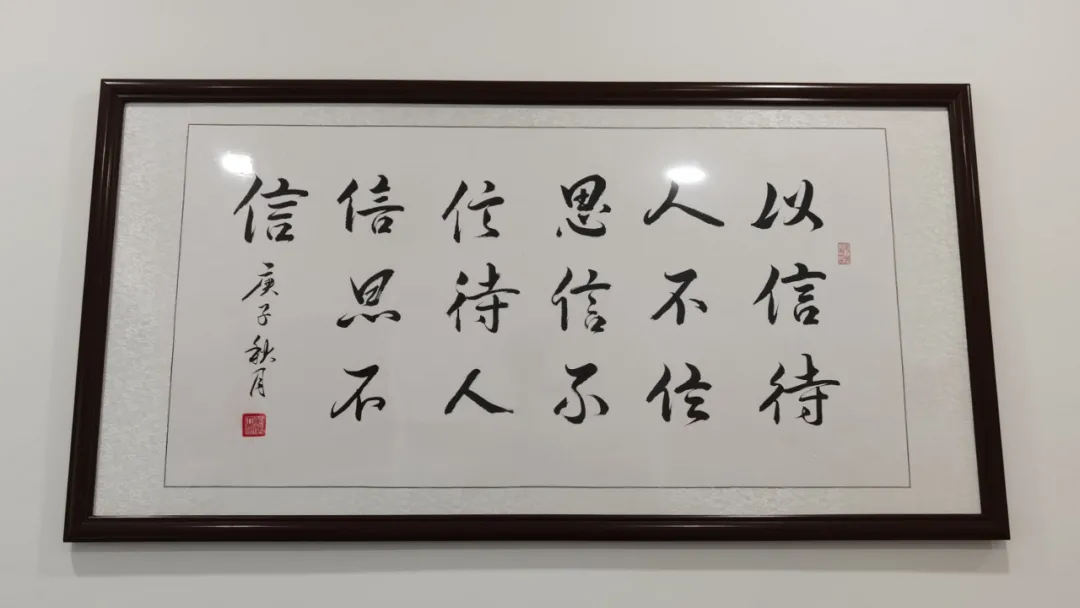 以信待
人不信
思信不
信待人
信思不
信
庚子秋月